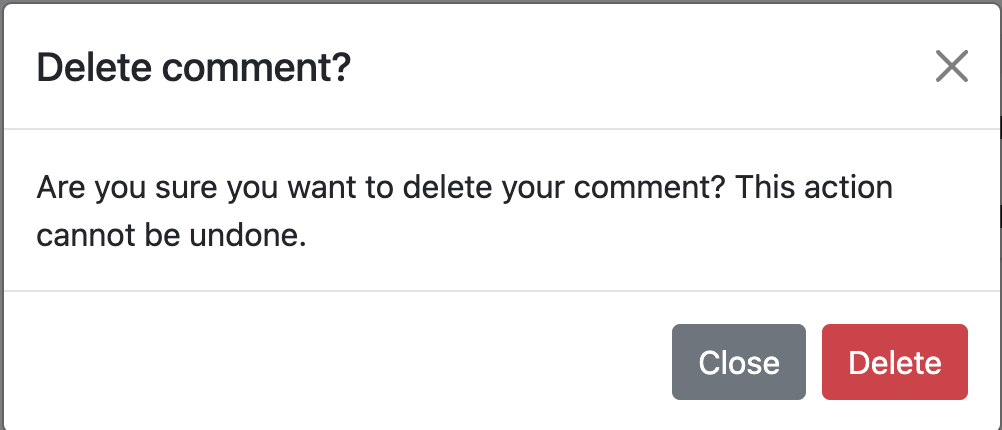 Delete comment?
Are you sure you want to delete your comment? This action
cannot be undone.
Close Delete